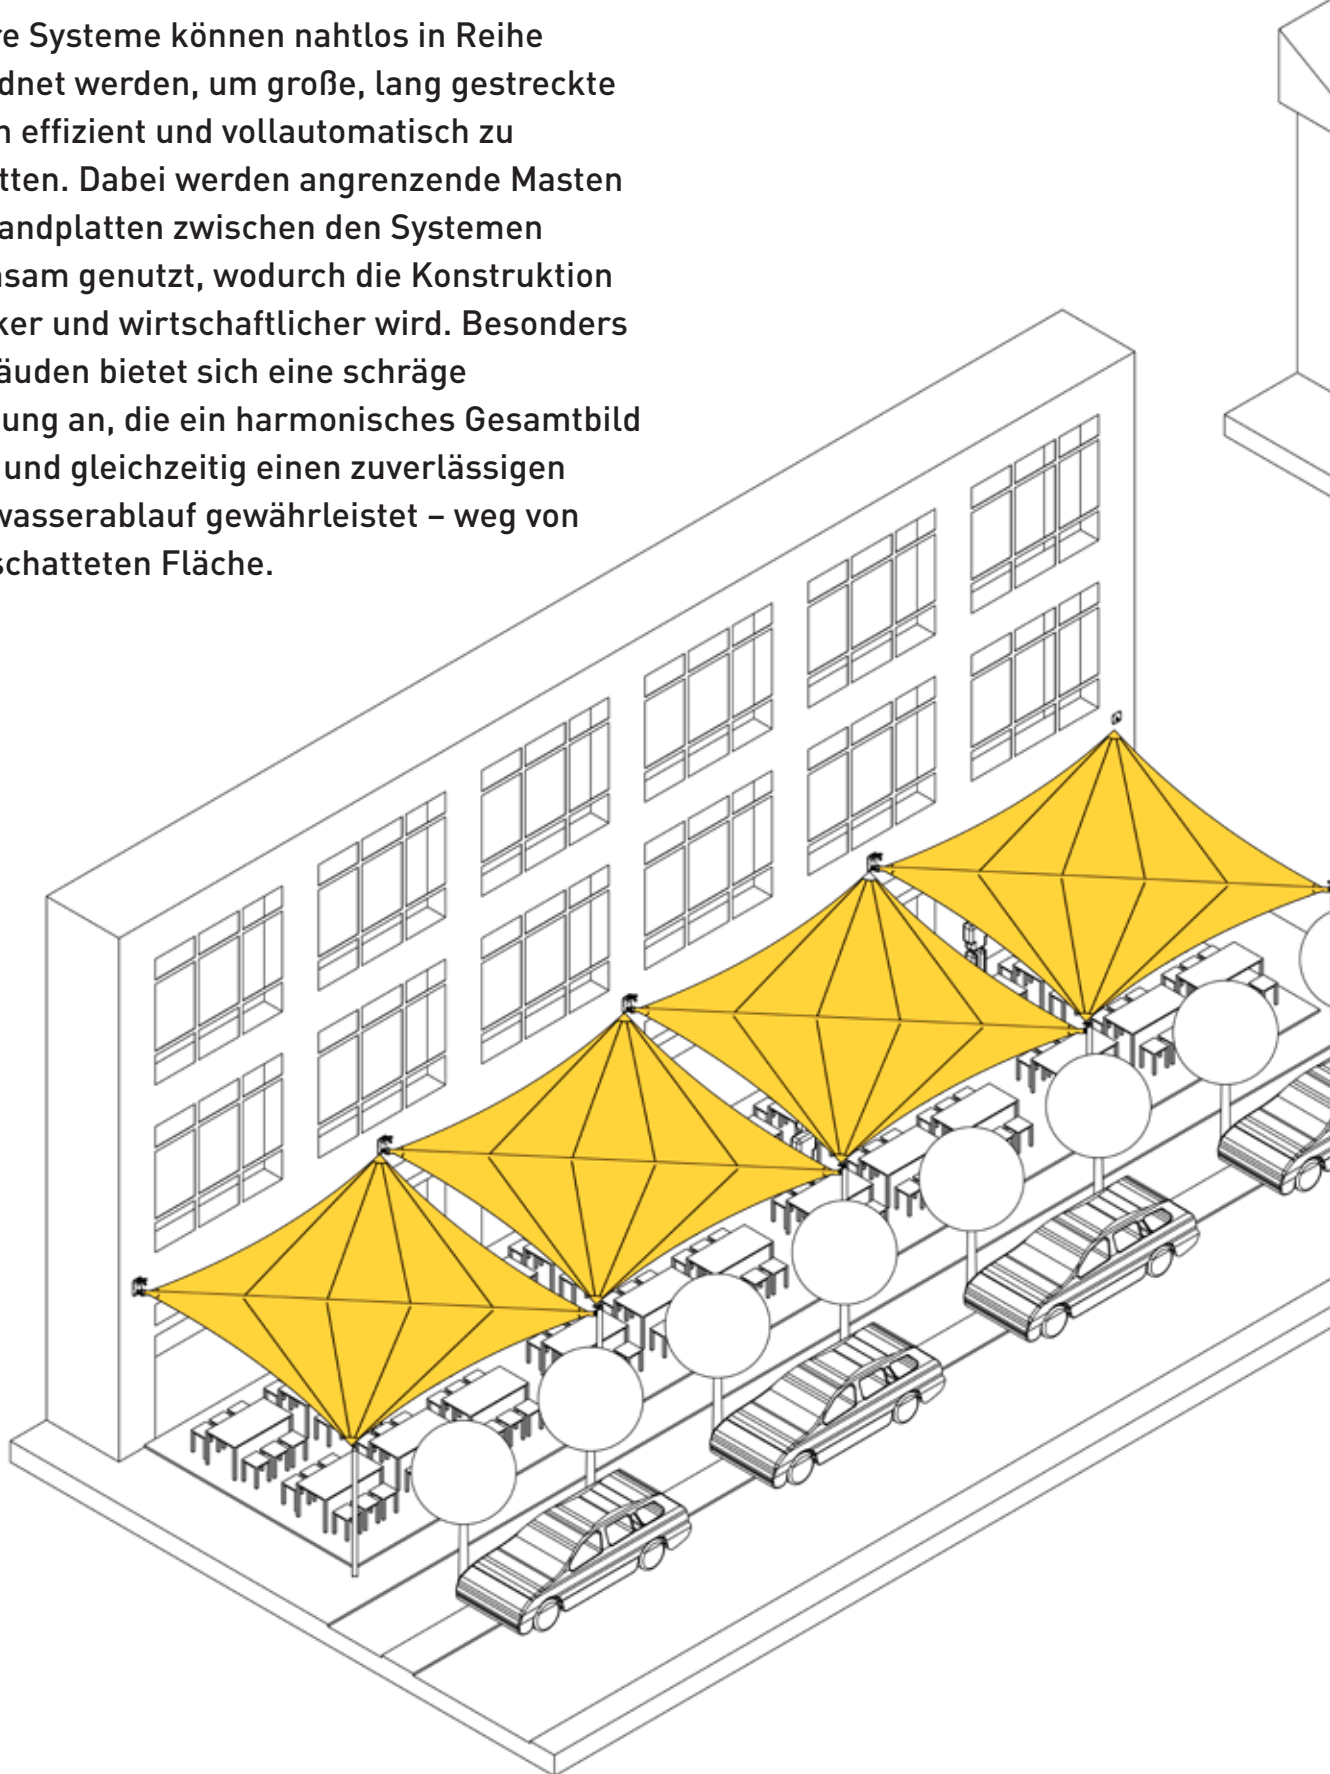 re Systeme können nahtlos in Reihe
dnet werden, um große, lang gestreckte
n effizient und vollautomatisch zu
tten. Dabei werden angrenzende Masten
andplatten zwischen den Systemen
nsam genutzt, wodurch die Konstruktion
ker und wirtschaftlicher wird. Besonders
äuden bietet sich eine schräge
ung an, die ein harmonisches Gesamtbild
und gleichzeitig einen zuverlässigen
wasserablauf gewährleistet – weg von
schatteten Fläche.